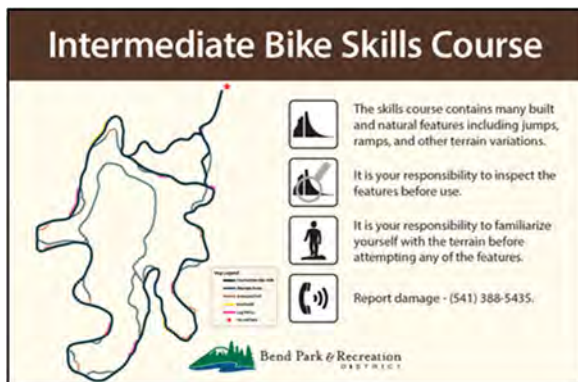 Intermediate Bike Skills Course
The skills course contains many built
and natural features including jumps,
ramps, and other terrain variations.
It is your responsibility to inspect the
features before use.
It is your responsibility to familiarize
yourself with the terrain before
attempting any of the features.
Report damage - (541) 388-5435.
Map Legend
Bend Park & Recreation
DISTRICT